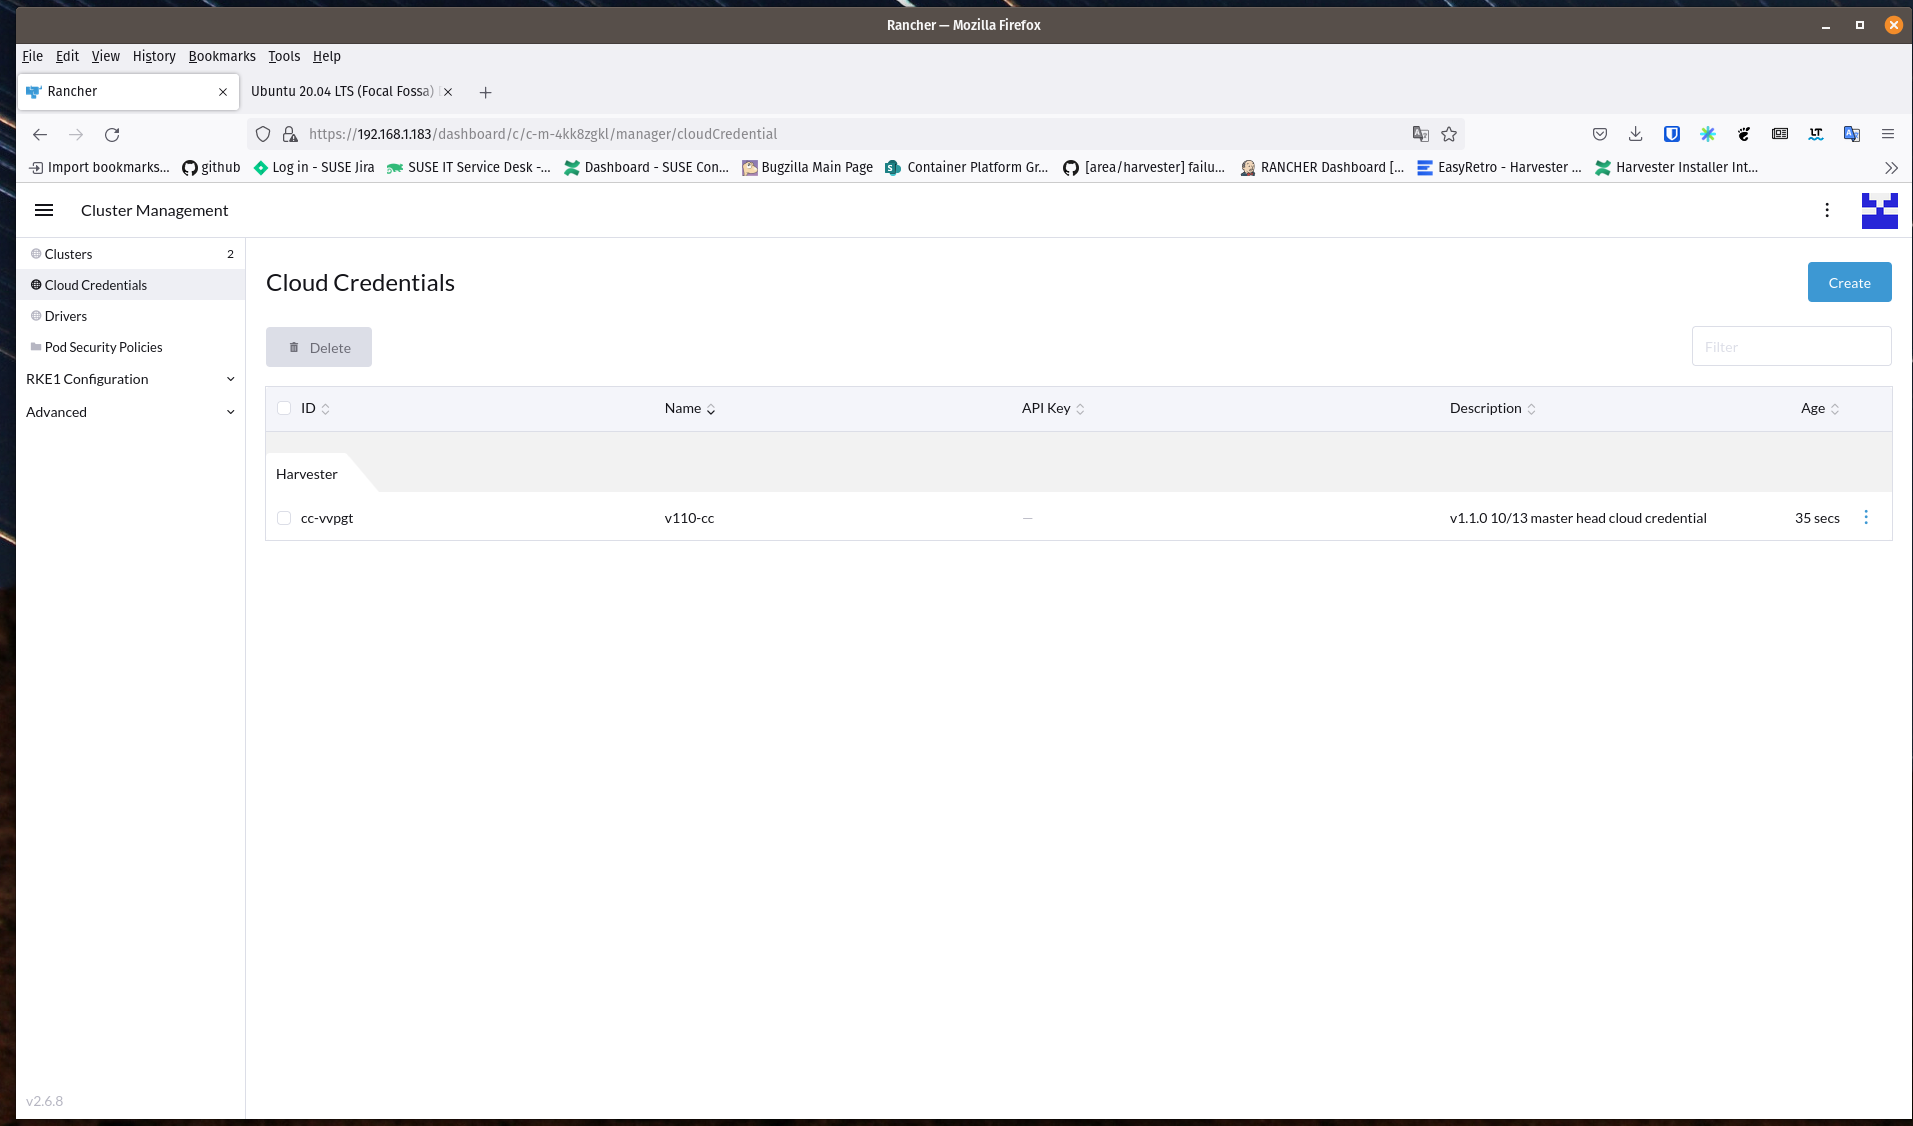 Rancher — Mozilla Firefox
File Edit View History Bookmarks Tools Help
Rancher
Ubuntu 20.04 LTS (Focal Fossa)
https://192.168.1.183/dashboard/c/c-m-4kk8zgkl/manager/cloudCredential
Import bookmarks... github Log in - SUSE Jira SUSE IT Service Desk -... Dashboard - SUSE Con... Bugzilla Main Page Container Platform Gr... [area/harvester] failu... RANCHER Dashboard [... EasyRetro - Harvester ... Harvester Installer Int...
Cluster Management
Clusters 2
Cloud Credentials
Drivers
Pod Security Policies
RKE1 Configuration
Advanced
Cloud Credentials
Create
Delete
Filter
ID Name API Key Description Age
Harvester
cc-vvpgt v110-cc — v1.1.0 10/13 master head cloud credential 35 secs
v2.6.8